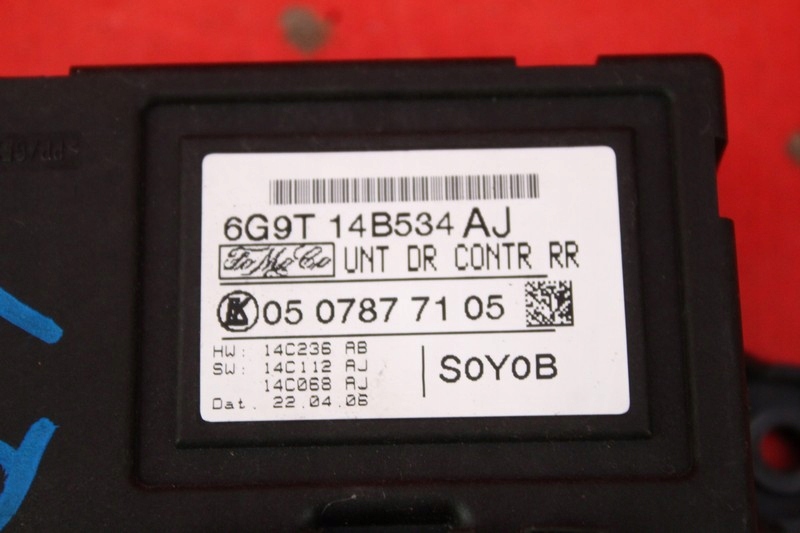 6G9T 14B534 AJ
FoMoCo UNT DR CONTR RR
K 05 0787 71 05
HW: 14C236 AB
SW: 14C112 AJ
14C068 AJ
Dat. 22.04.06
S0Y0B